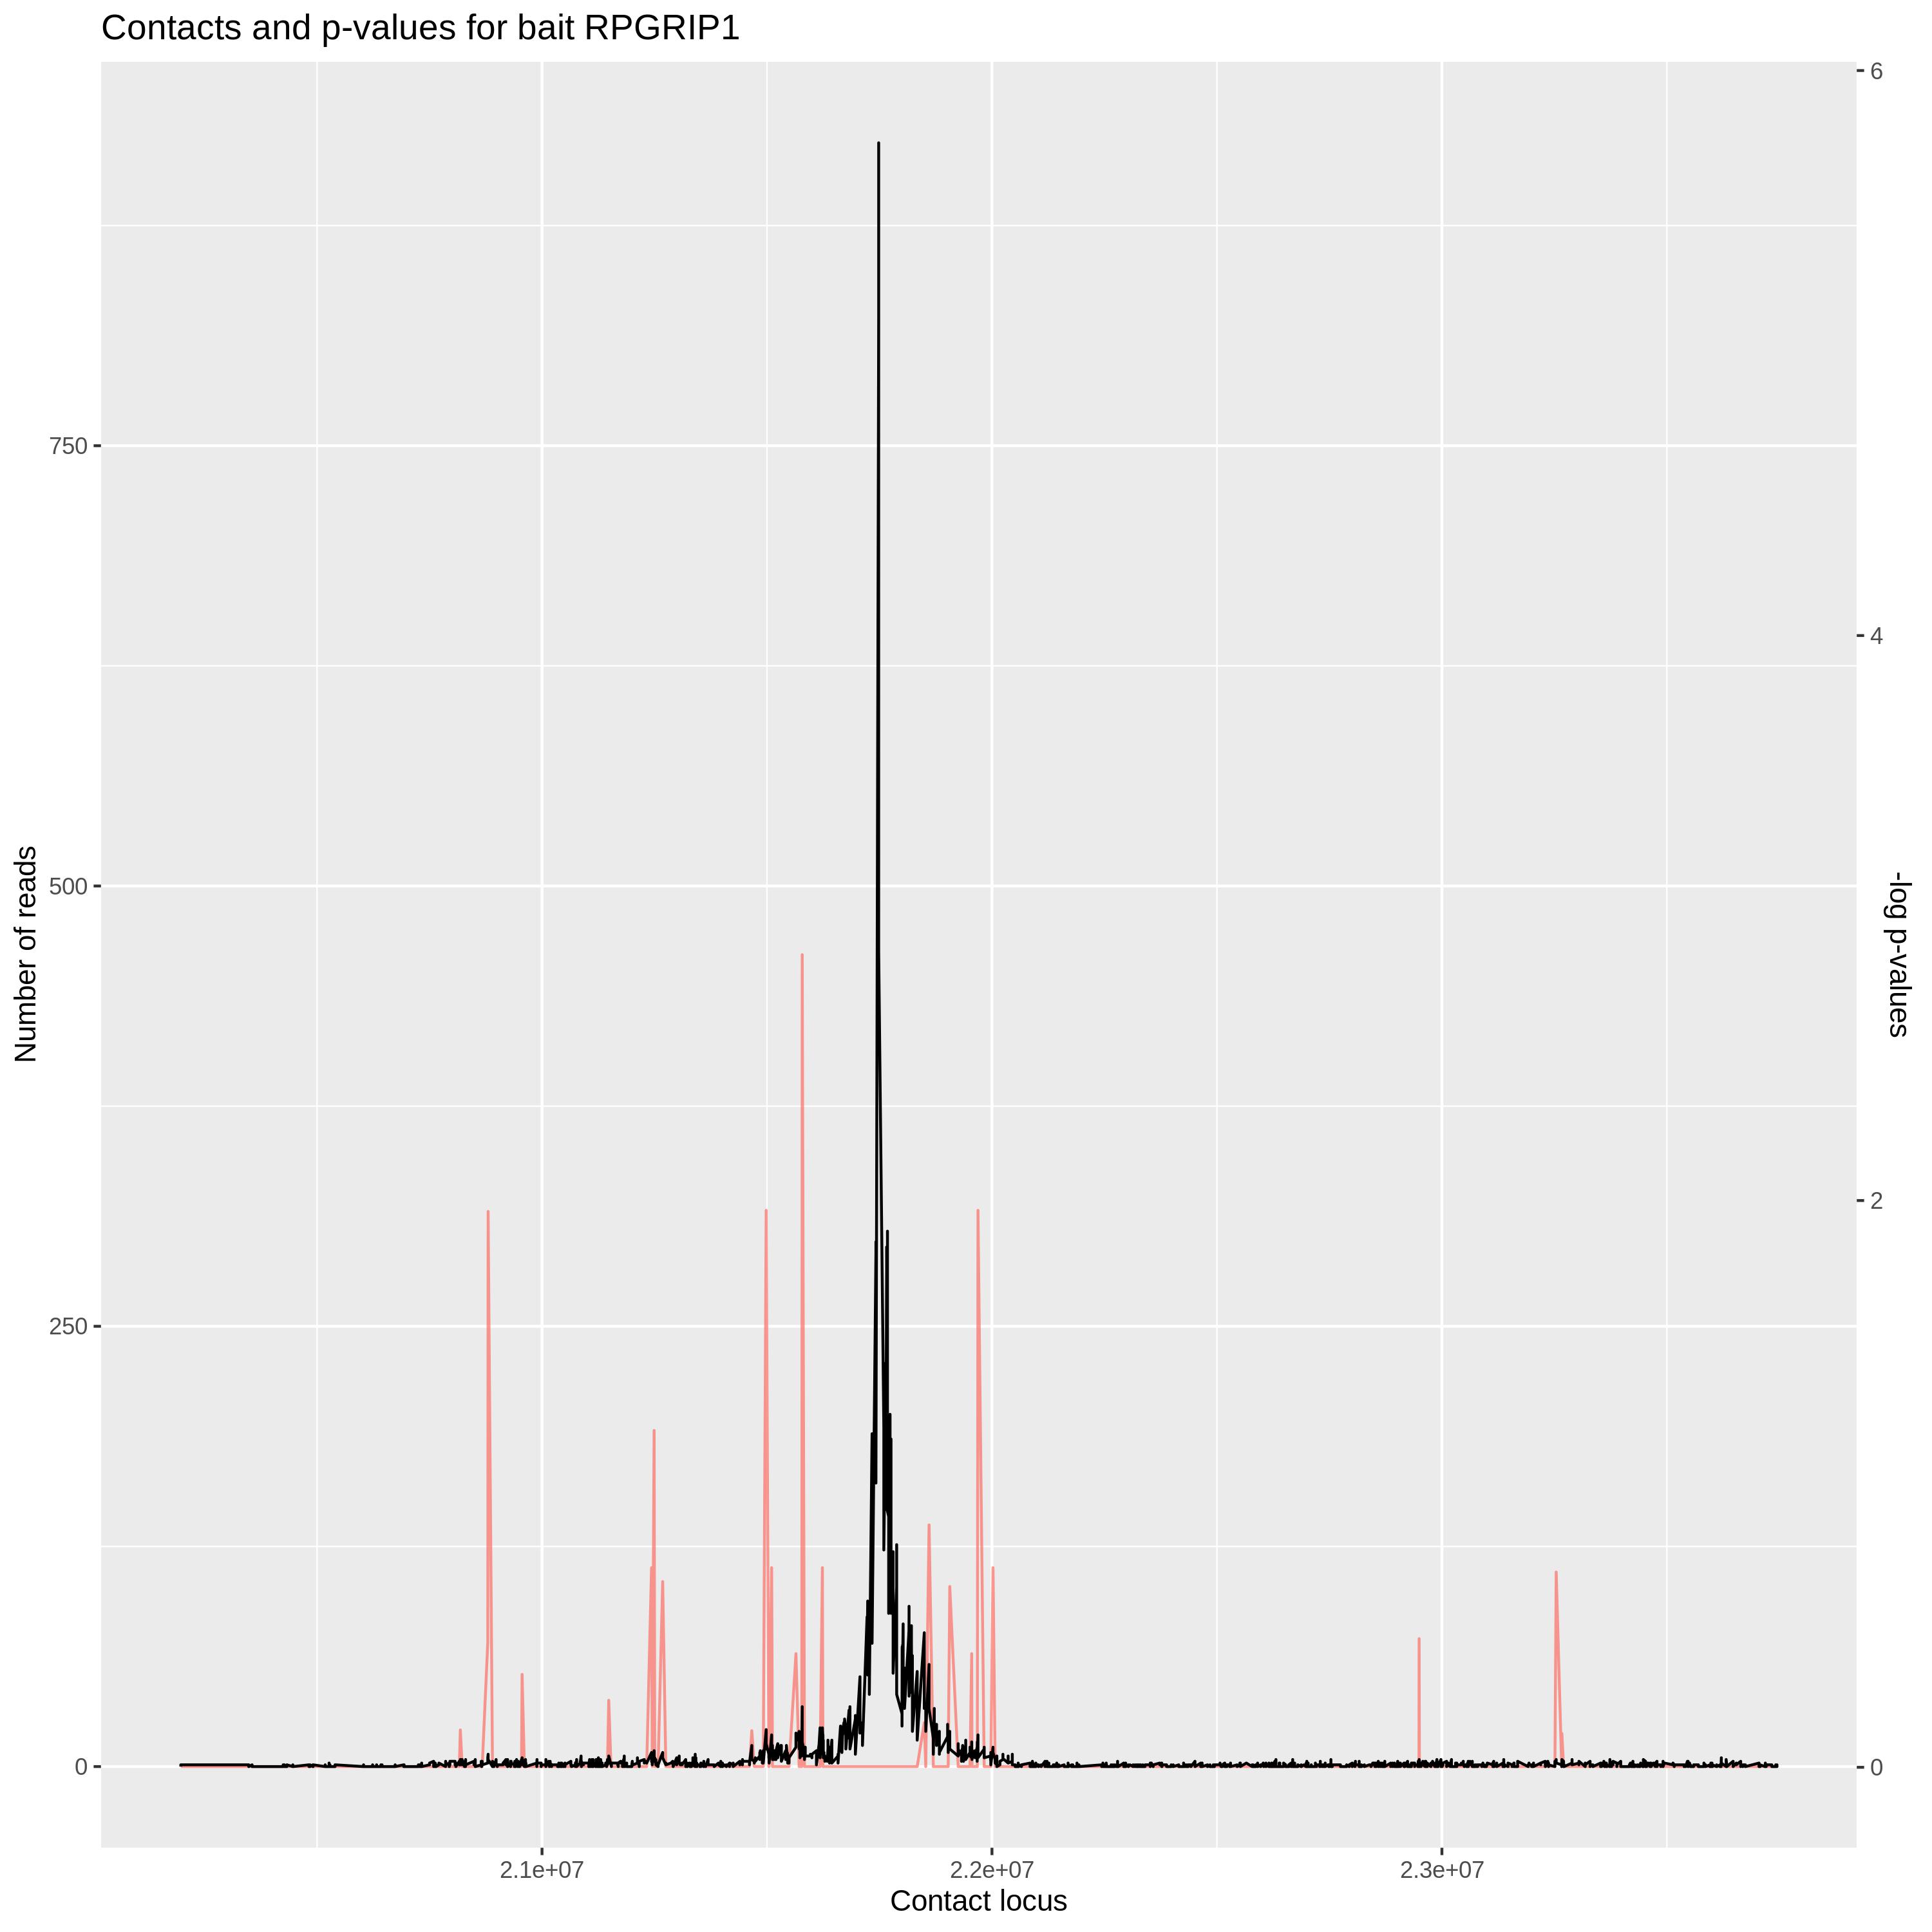 Contacts and p-values for bait RPGRIP1
6
750
4
500
Number of reads
-log p-values
2
250
0
0
2.1e+07
2.2e+07
2.3e+07
Contact locus